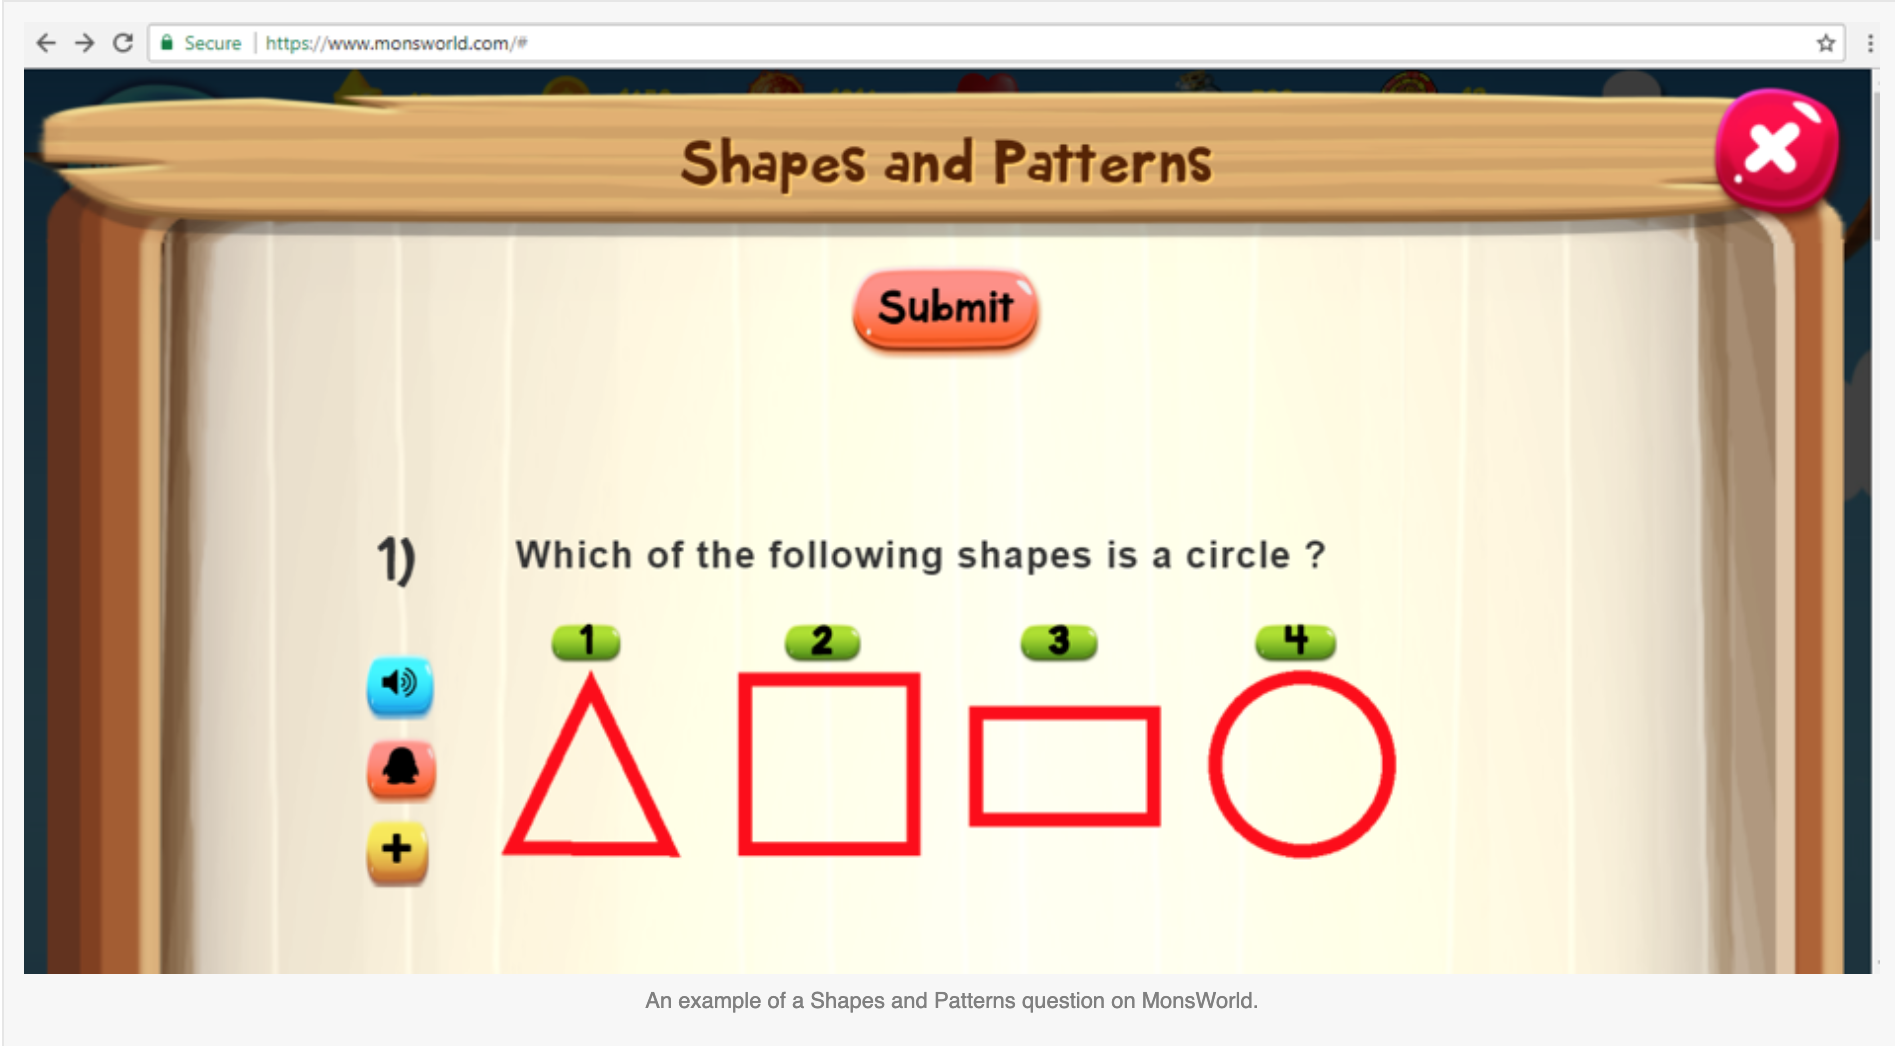 Secure https://www.monsworld.com/#
Shapes and Patterns
Submit
1) Which of the following shapes is a circle ?
1 2 3 4
An example of a Shapes and Patterns question on MonsWorld.